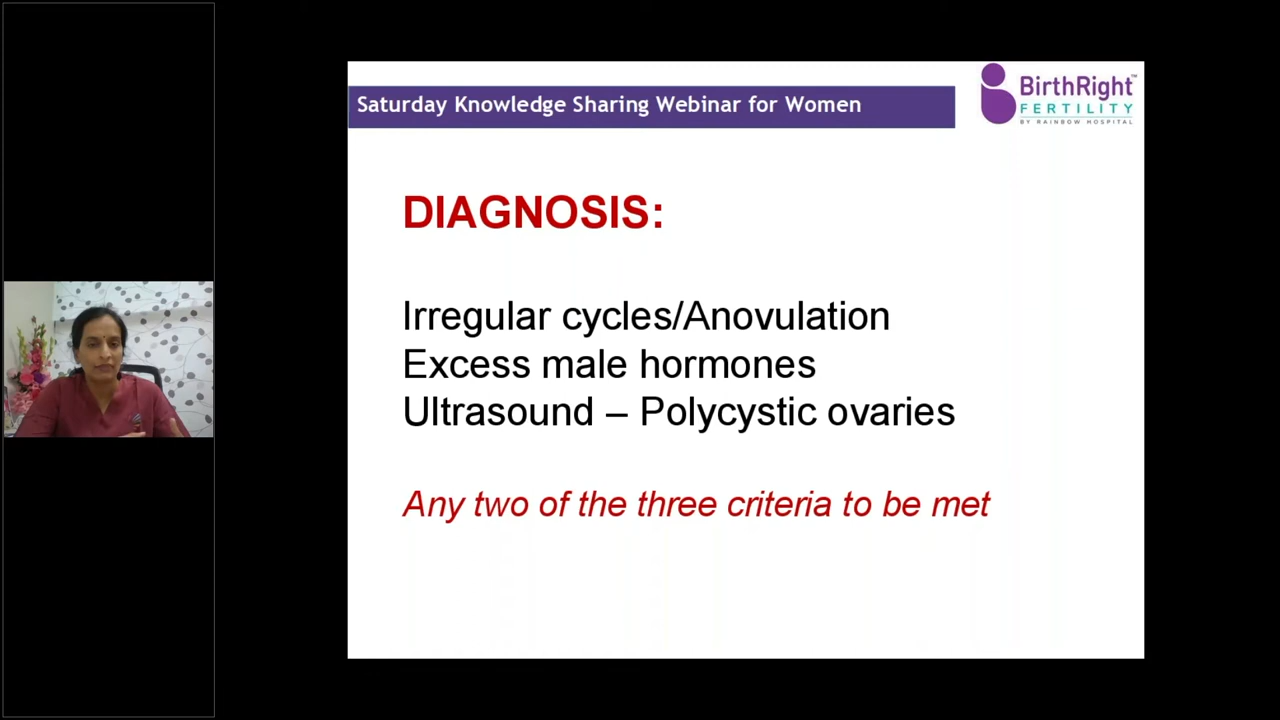 Saturday Knowledge Sharing Webinar for Women
BirthRight™
FERTILITY
BY RAINBOW HOSPITAL
DIAGNOSIS:
Irregular cycles/Anovulation
Excess male hormones
Ultrasound – Polycystic ovaries
Any two of the three criteria to be met